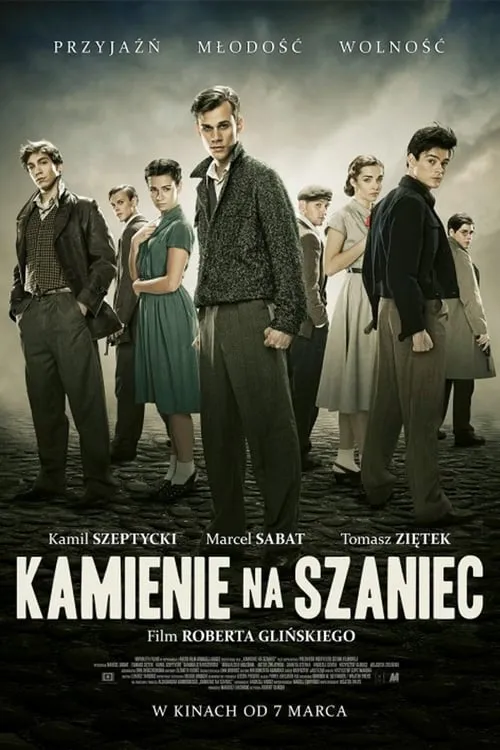 PRZYJAŹŃ MŁODOŚĆ WOLNOŚĆ
Kamil SZEPTYCKI Marcel SABAT Tomasz ZIĘTEK
KAMIENIE NA SZANIEC
Film ROBERTA GLIŃSKIEGO
W KINACH OD 7 MARCA